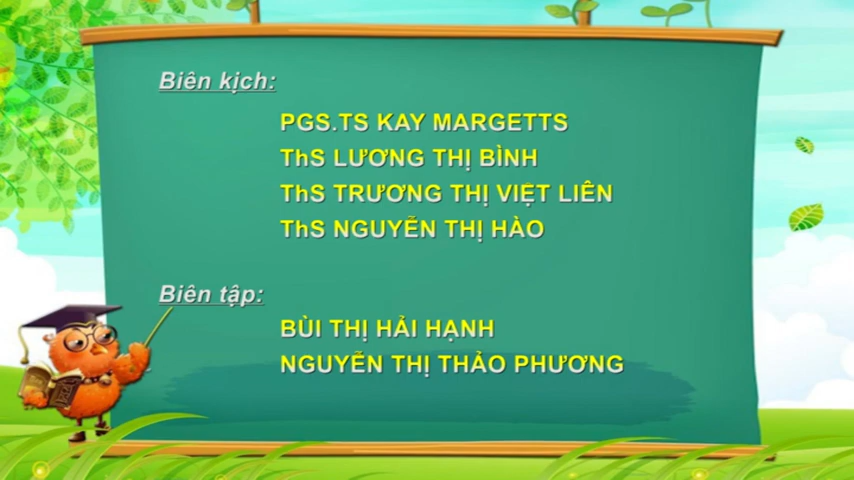 Biên kịch:
PGS.TS KAY MARGETTS
ThS LƯƠNG THỊ BÌNH
ThS TRƯƠNG THỊ VIỆT LIÊN
ThS NGUYỄN THỊ HÀO
Biên tập:
BÙI THỊ HẢI HẠNH
NGUYỄN THỊ THẢO PHƯƠNG